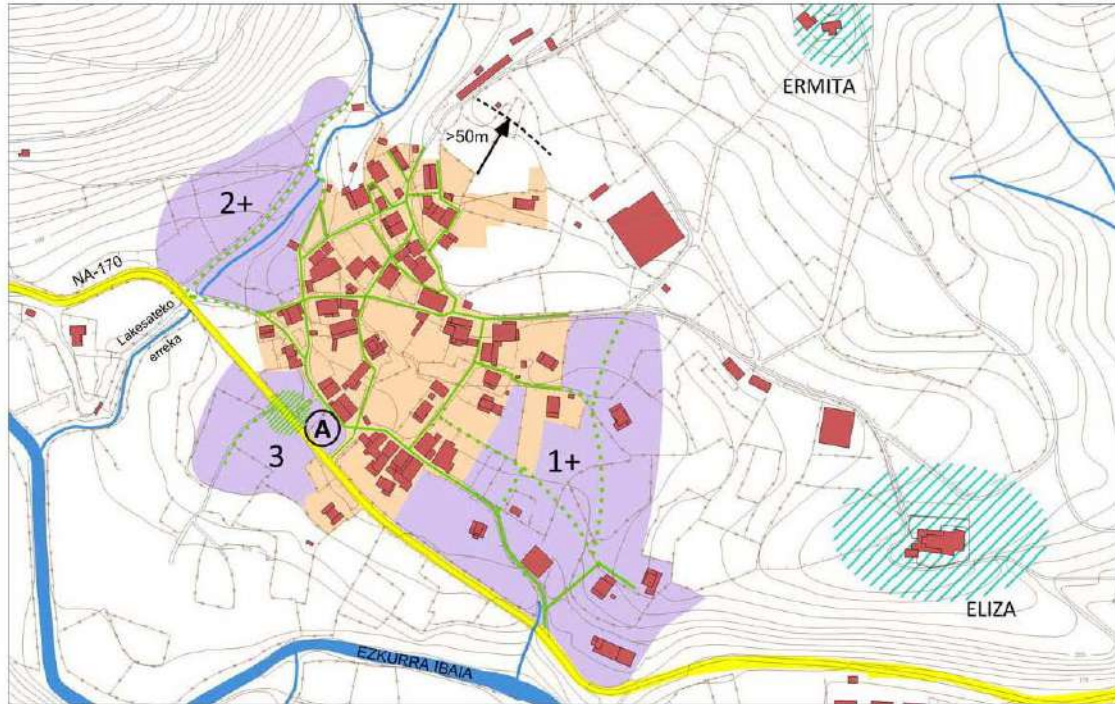 ERMITA
>50m
2+
NA-170
Lakesateko
erreka
A
3
1+
ELIZA
EZKURRA IBAIA